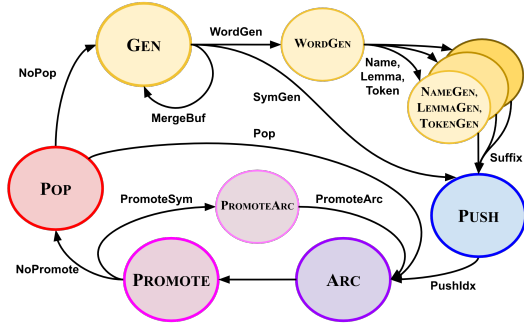 GEN
WordGen
WORDGEN
Name,
Lemma,
Token
NoPop
MergeBuf
SymGen
NAMEGEN,
LEMMAGEN,
TOKENGEN
Pop
Suffix
POP
PromoteSym
PROMOTEARC
PromoteArc
PUSH
NoPromote
PROMOTE
ARC
PushIdx